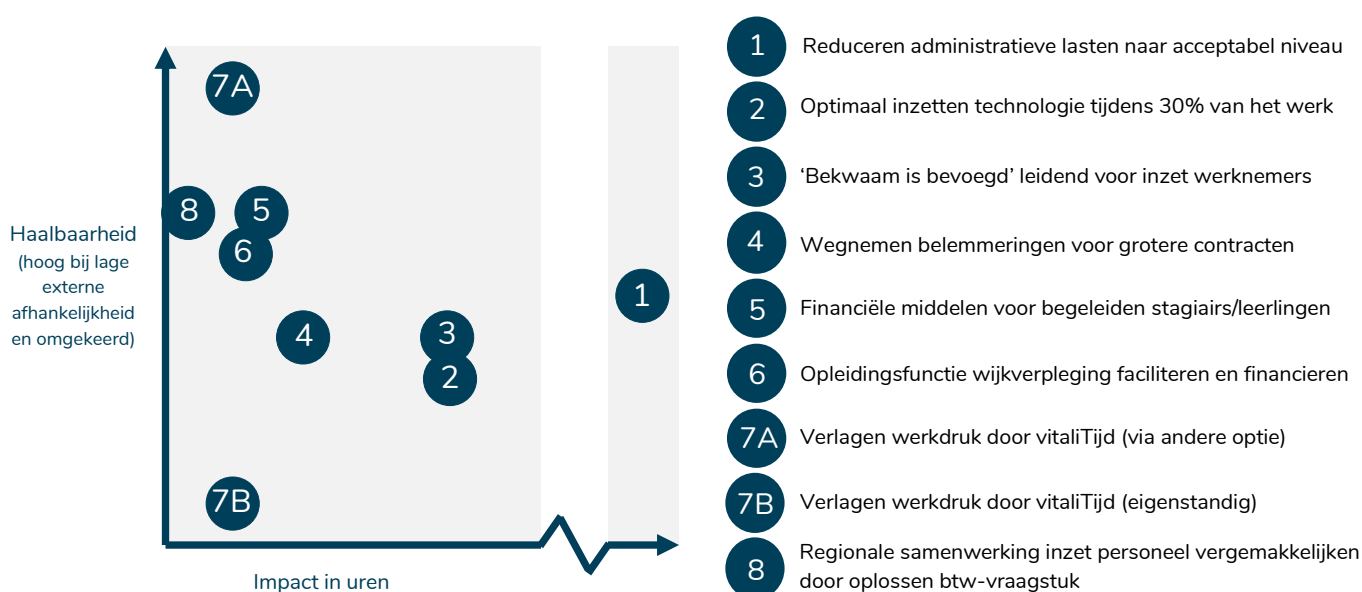 7A
8
5
6
Haalbaarheid
(hoog bij lage
externe
afhankelijkheid
en omgekeerd)
1
4
3
2
7B
Impact in uren
1 Reduceren administratieve lasten naar acceptabel niveau
2 Optimaal inzetten technologie tijdens 30% van het werk
3 ‘Bekwaam is bevoegd’ leidend voor inzet werknemers
4 Wegnemen belemmeringen voor grotere contracten
5 Financiële middelen voor begeleiden stagiairs/leerlingen
6 Opleidingsfunctie wijkverpleging faciliteren en financieren
7A Verlagen werkdruk door vitaliTijd (via andere optie)
7B Verlagen werkdruk door vitaliTijd (eigenstandig)
8 Regionale samenwerking inzet personeel vergemakkelijken
door oplossen btw-vraagstuk